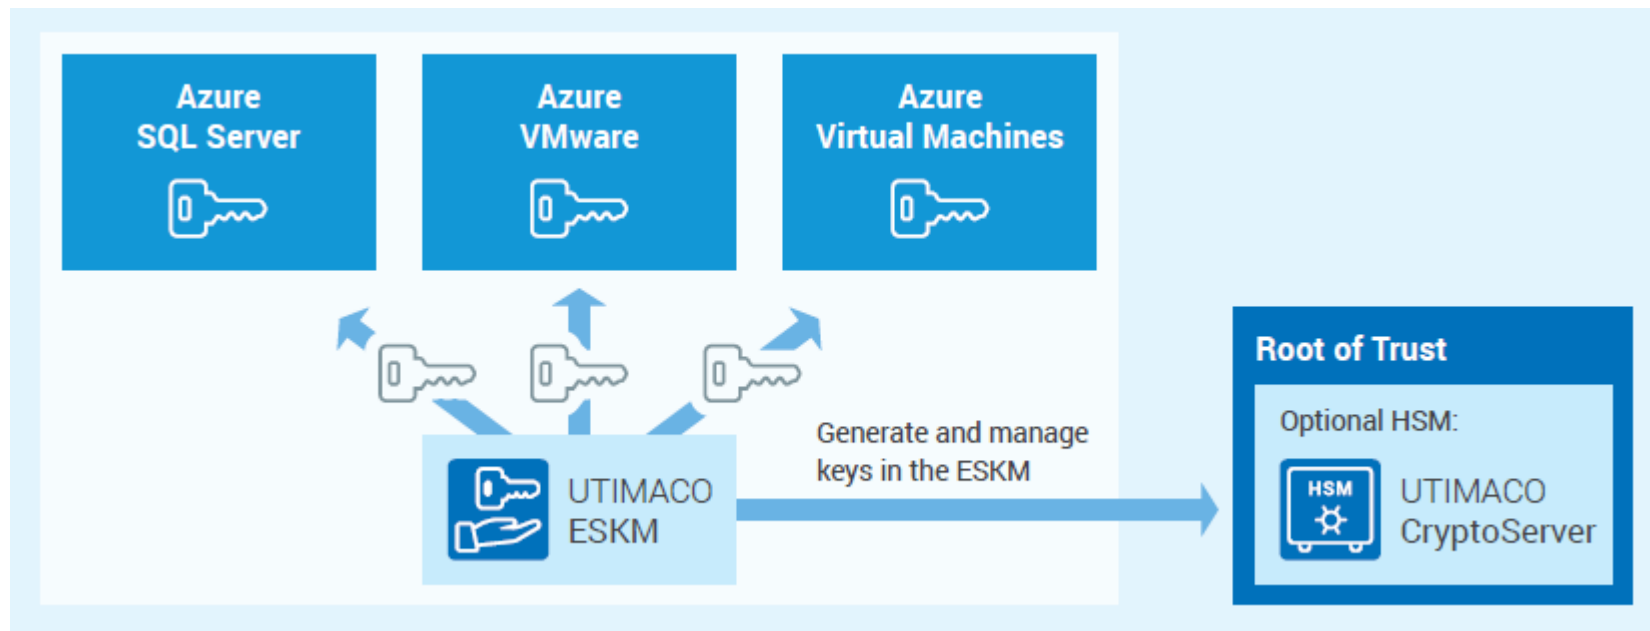 Azure
SQL Server
Azure
VMware
Azure
Virtual Machines
Generate and manage
keys in the ESKM
UTIMACO
ESKM
Root of Trust
Optional HSM:
HSM
UTIMACO
CryptoServer